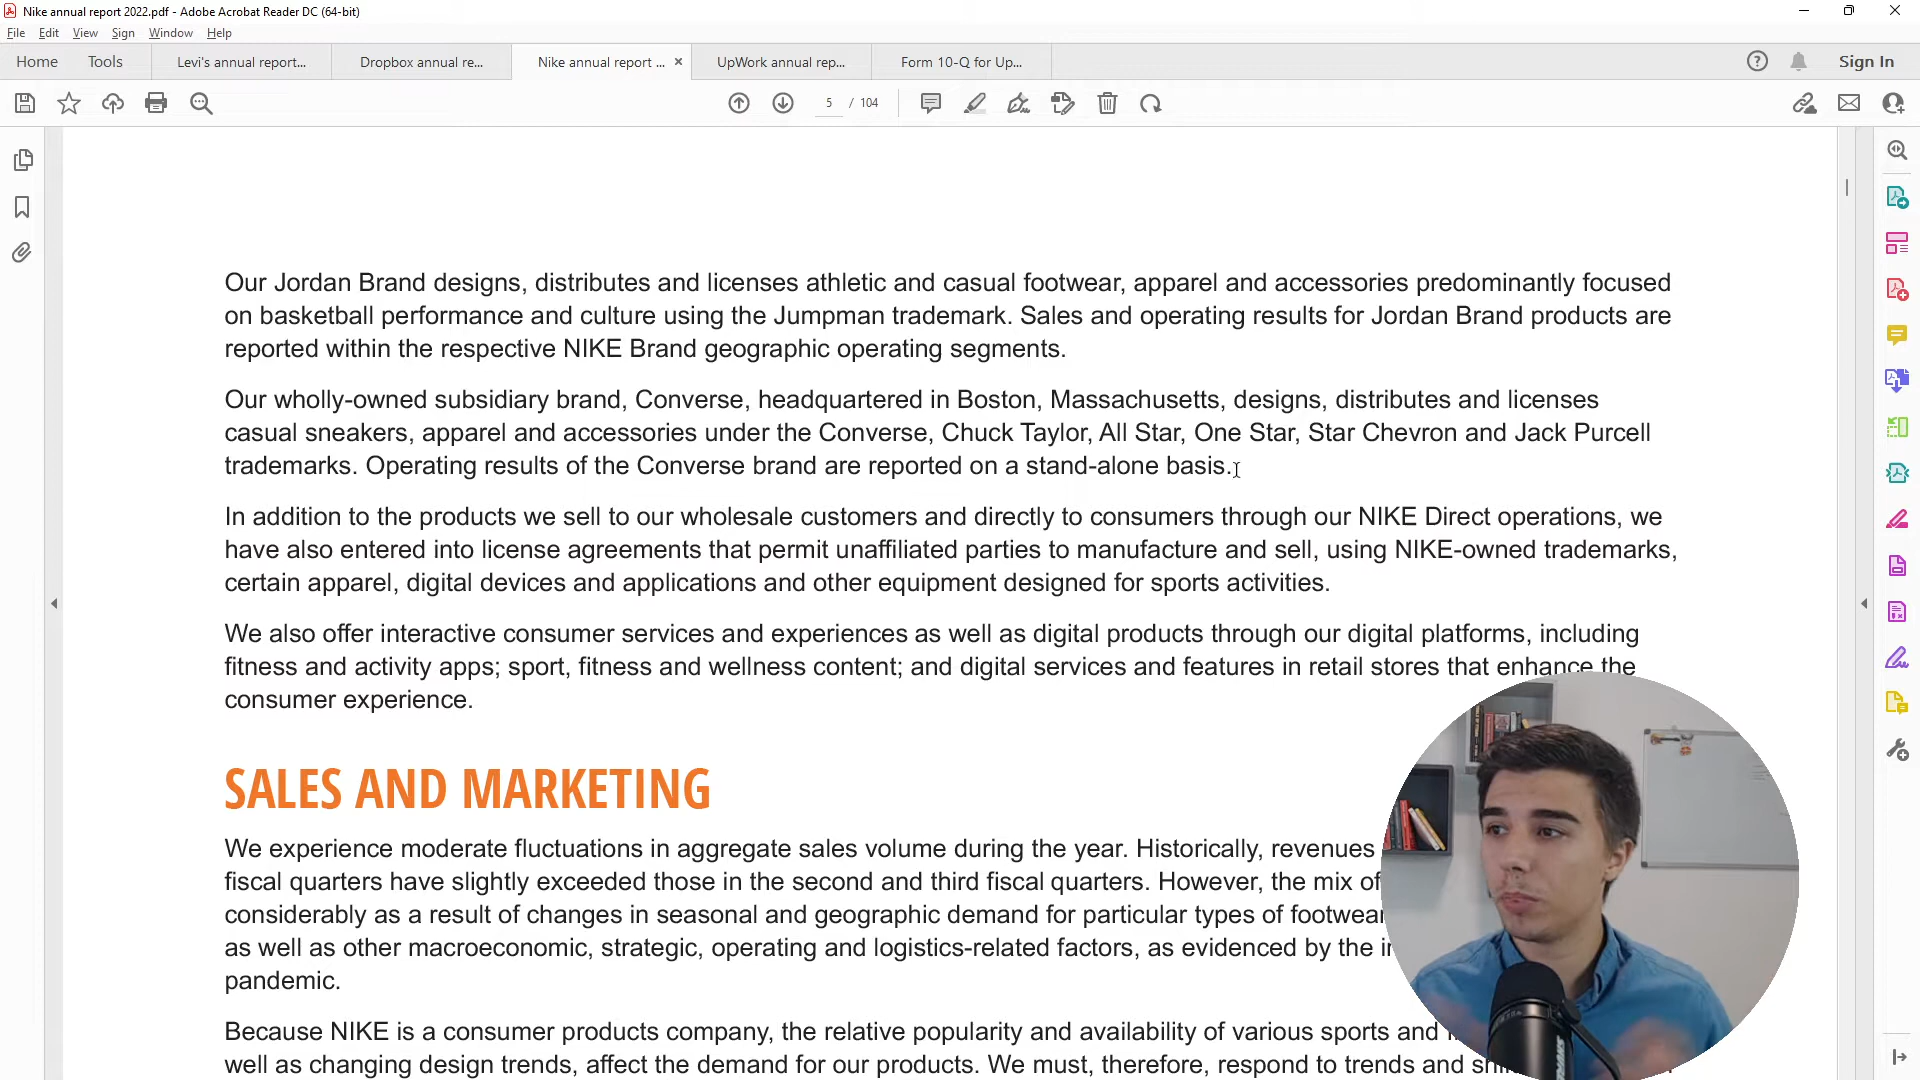 Nike annual report 2022.pdf - Adobe Acrobat Reader DC (64-bit)
File Edit View Sign Window Help
Home Tools Levi's annual report... Dropbox annual re... Nike annual report ... × UpWork annual rep... Form 10-Q for Up... Sign In
5 / 104
Our Jordan Brand designs, distributes and licenses athletic and casual footwear, apparel and accessories predominantly focused
on basketball performance and culture using the Jumpman trademark. Sales and operating results for Jordan Brand products are
reported within the respective NIKE Brand geographic operating segments.
Our wholly-owned subsidiary brand, Converse, headquartered in Boston, Massachusetts, designs, distributes and licenses
casual sneakers, apparel and accessories under the Converse, Chuck Taylor, All Star, One Star, Star Chevron and Jack Purcell
trademarks. Operating results of the Converse brand are reported on a stand-alone basis.
In addition to the products we sell to our wholesale customers and directly to consumers through our NIKE Direct operations, we
have also entered into license agreements that permit unaffiliated parties to manufacture and sell, using NIKE-owned trademarks,
certain apparel, digital devices and applications and other equipment designed for sports activities.
We also offer interactive consumer services and experiences as well as digital products through our digital platforms, including
fitness and activity apps; sport, fitness and wellness content; and digital services and features in retail stores that enhance the
consumer experience.
SALES AND MARKETING
We experience moderate fluctuations in aggregate sales volume during the year. Historically, revenues
fiscal quarters have slightly exceeded those in the second and third fiscal quarters. However, the mix of
considerably as a result of changes in seasonal and geographic demand for particular types of footwear
as well as other macroeconomic, strategic, operating and logistics-related factors, as evidenced by the
pandemic.
Because NIKE is a consumer products company, the relative popularity and availability of various sports and
well as changing design trends, affect the demand for our products. We must, therefore, respond to trends and